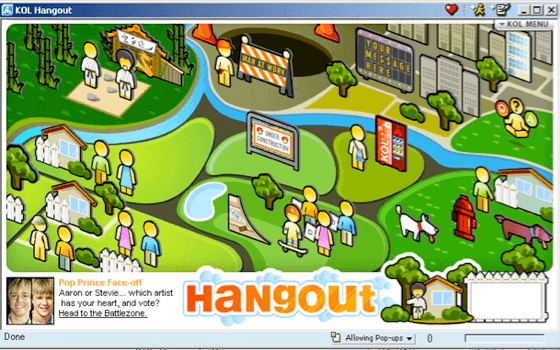 KOL Hangout
KOL MENU
MAN AT WORK
YOUR
MESSAGE
HERE
UNDER
CONSTRUCTION
KOL
Pop Prince Face-off
Aaron or Stevie... which artist
has your heart, and vote?
Head to the Battlezone.
HaNgout
Done
Allowing Pop-ups